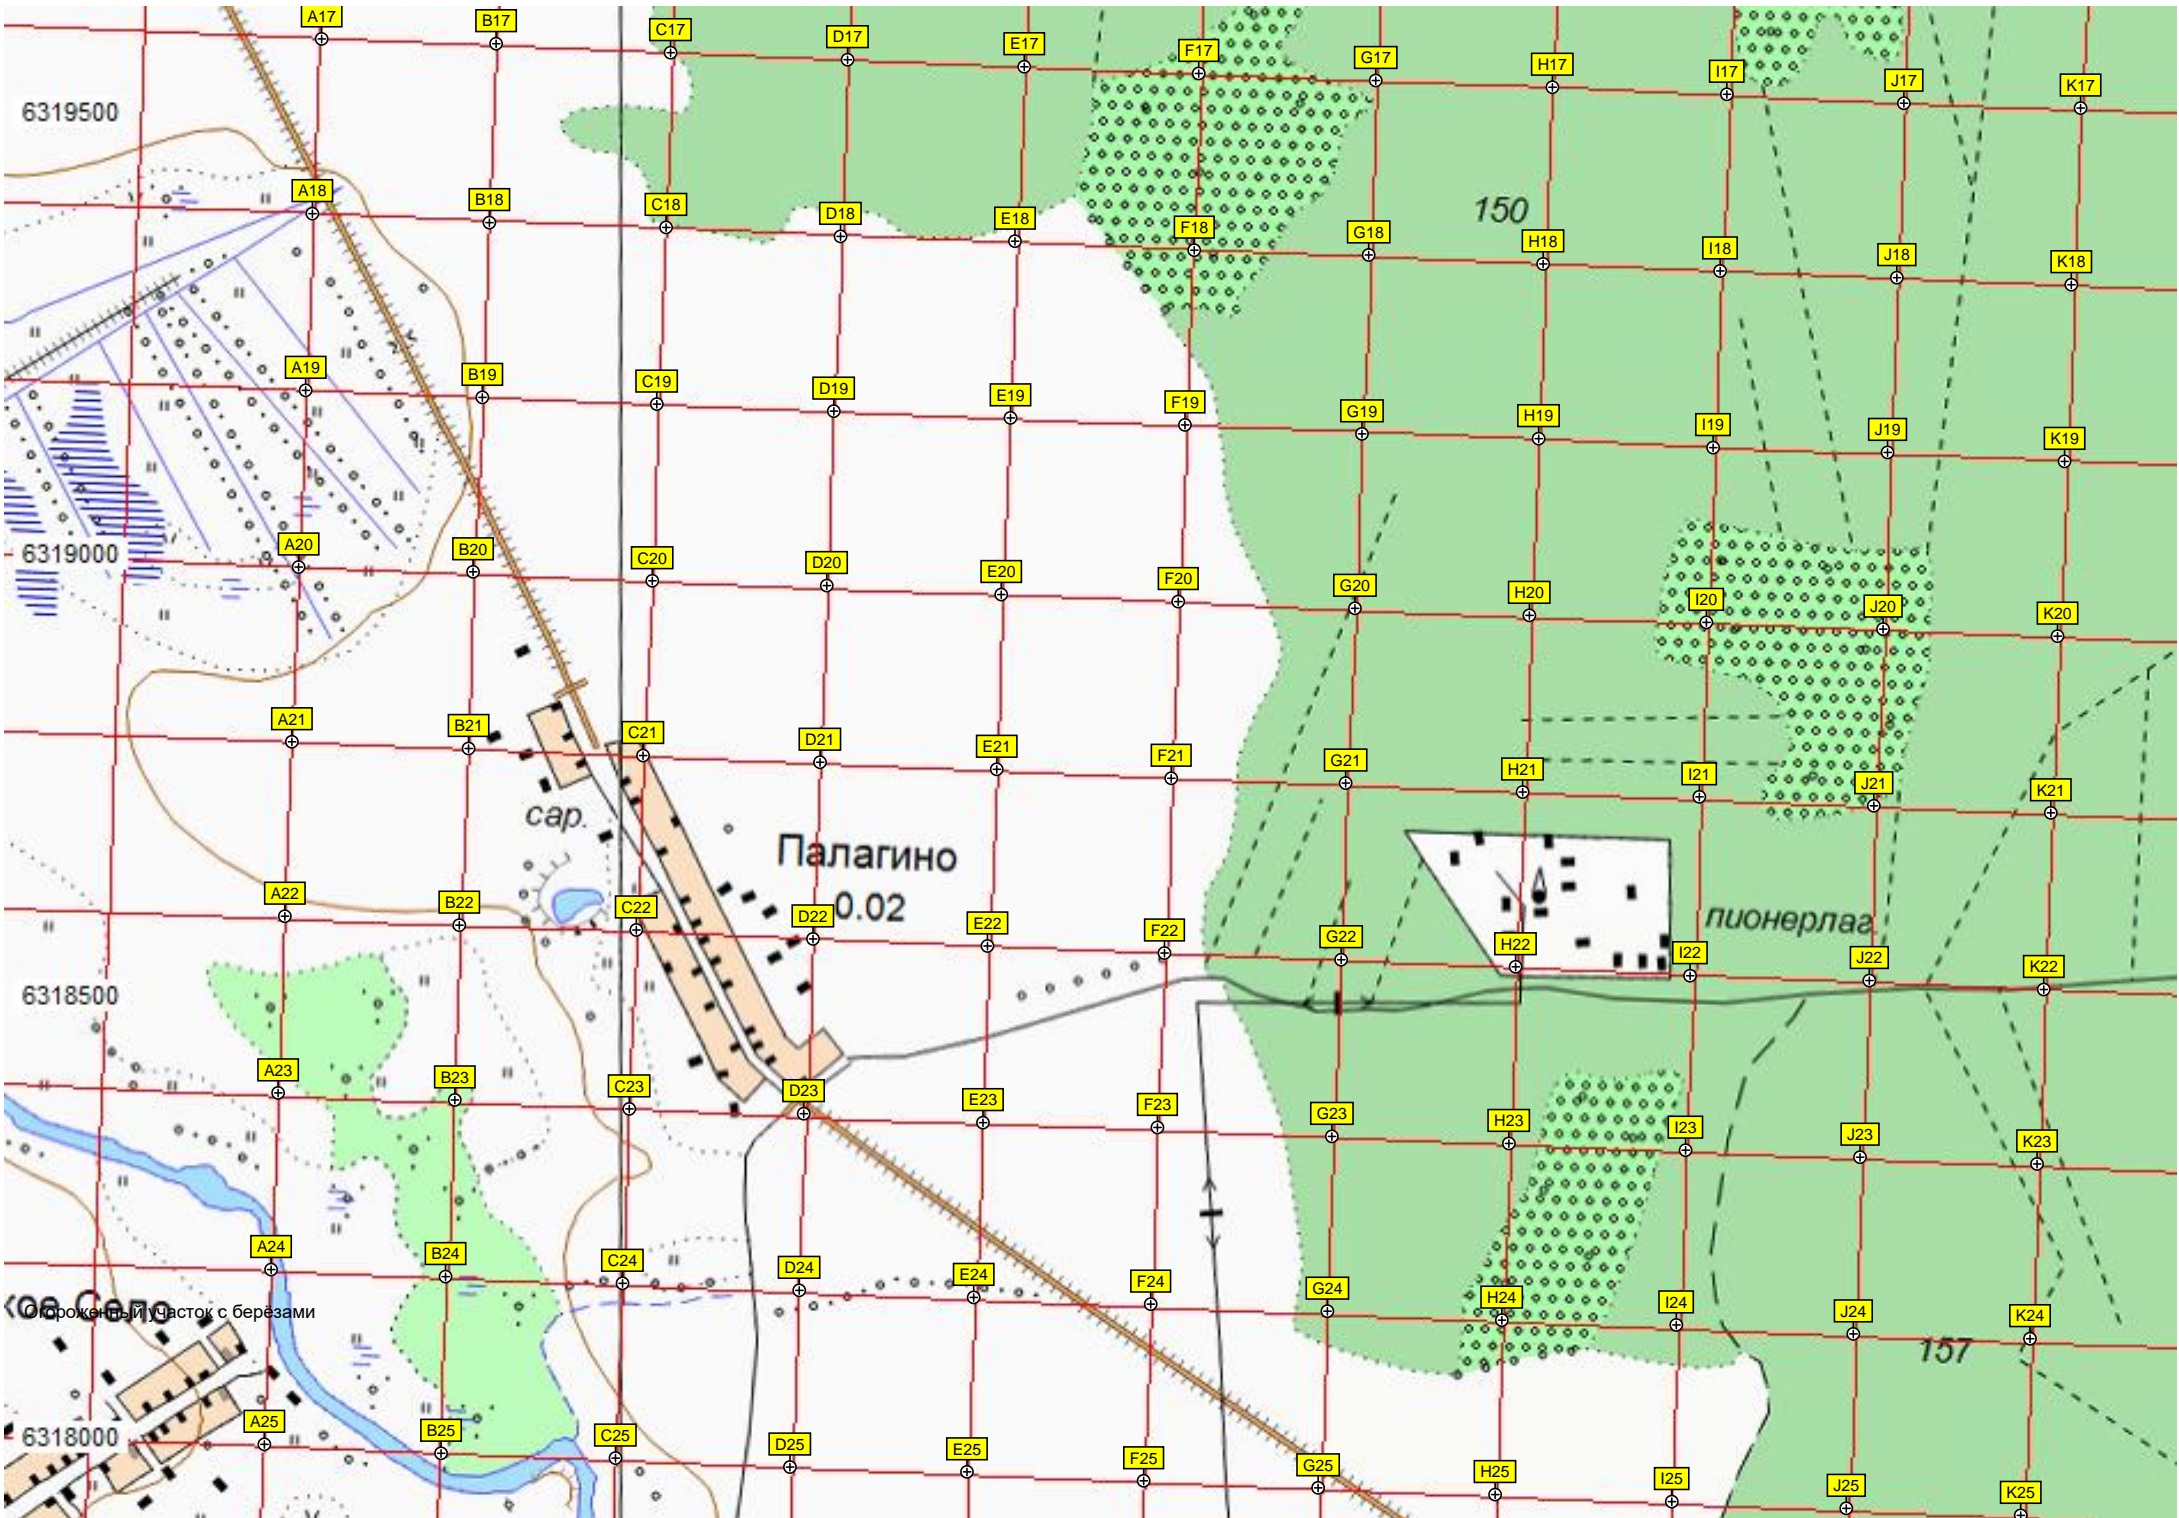 A17 B17 C17 D17 E17 F17 G17 H17 I17 J17 K17
6319500
A18 B18 C18 D18 E18 F18 G18 H18 I18 J18 K18
150
A19 B19 C19 D19 E19 F19 G19 H19 I19 J19 K19
6319000
A20 B20 C20 D20 E20 F20 G20 H20 I20 J20 K20
A21 B21 C21 D21 E21 F21 G21 H21 I21 J21 K21
сар.
Палагино
0.02
пионерлаг.
A22 B22 C22 D22 E22 F22 G22 H22 I22 J22 K22
6318500
A23 B23 C23 D23 E23 F23 G23 H23 I23 J23 K23
A24 B24 C24 D24 E24 F24 G24 H24 I24 J24 K24
кое Село
Огороженный участок с берёзами
157
6318000
A25 B25 C25 D25 E25 F25 G25 H25 I25 J25 K25